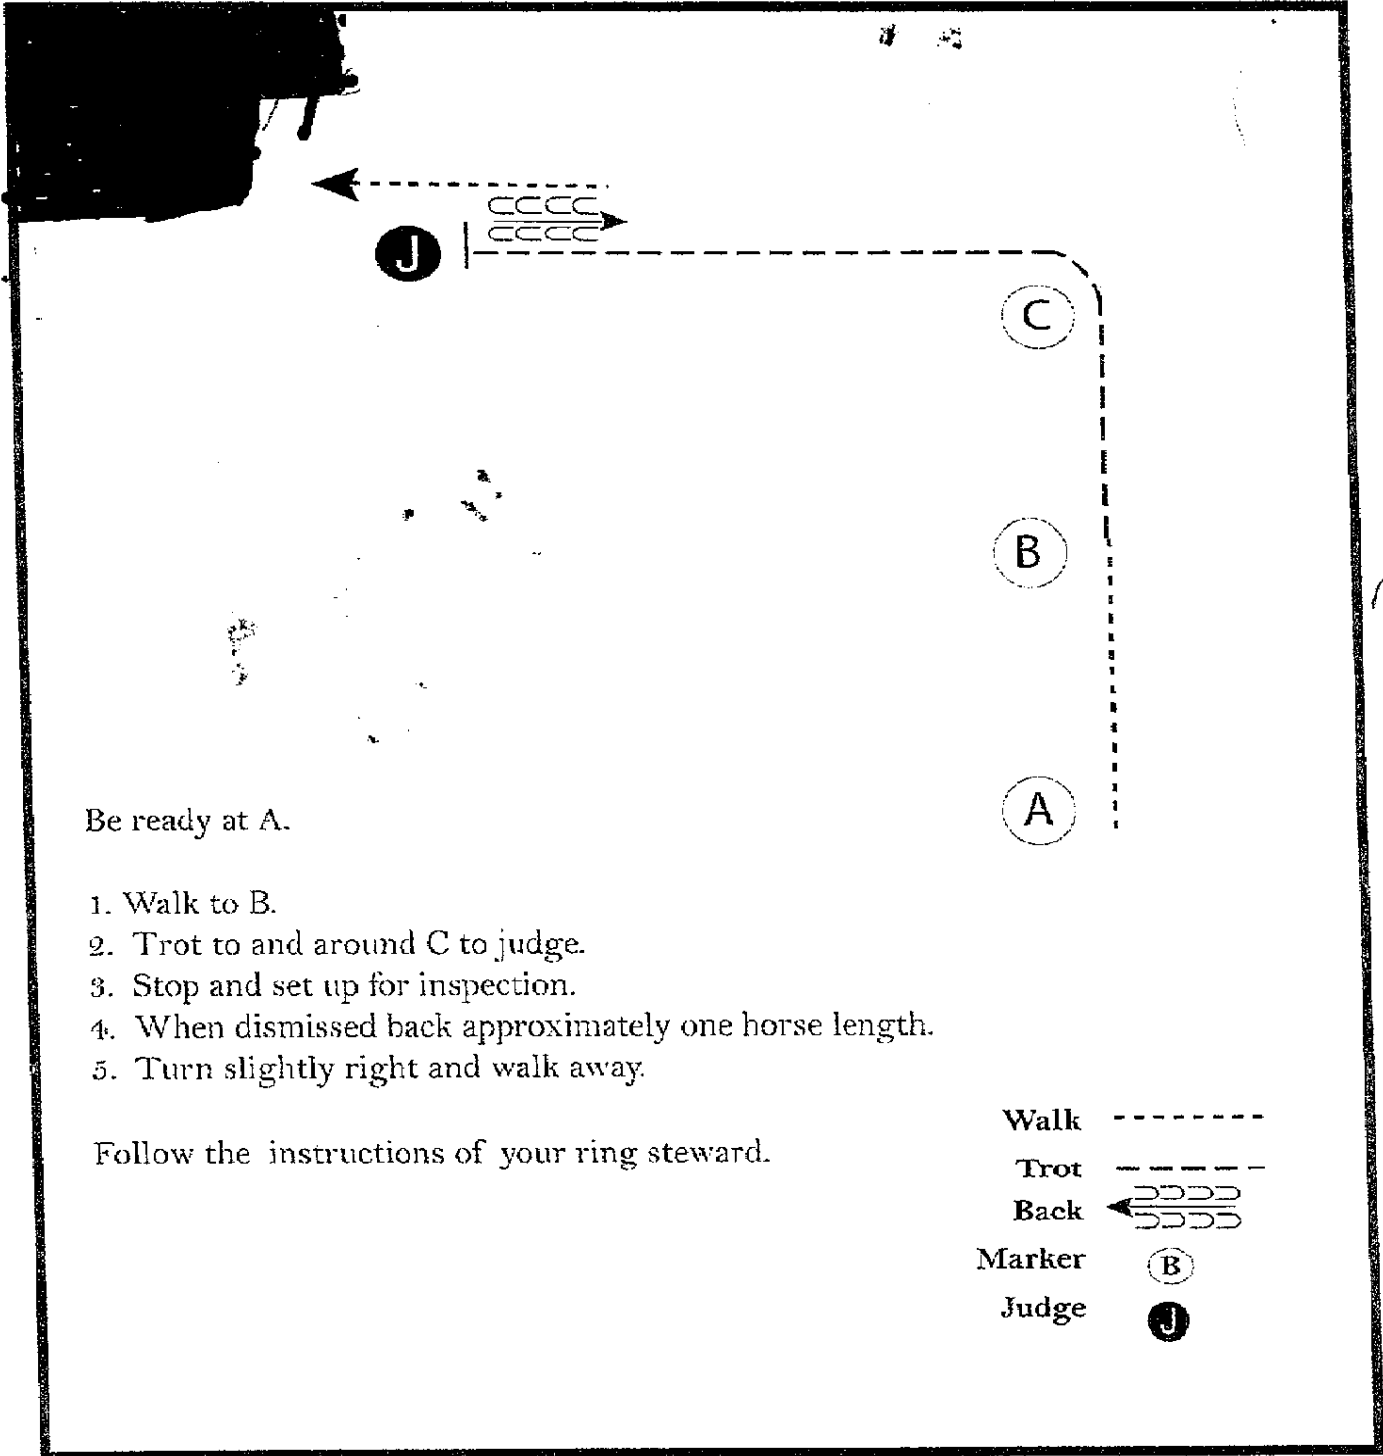 J
C
B
A
Be ready at A.
1. Walk to B.
2. Trot to and around C to judge.
3. Stop and set up for inspection.
4. When dismissed back approximately one horse length.
5. Turn slightly right and walk away.
Follow the instructions of your ring steward.
Walk
Trot
Back
Marker B
Judge J